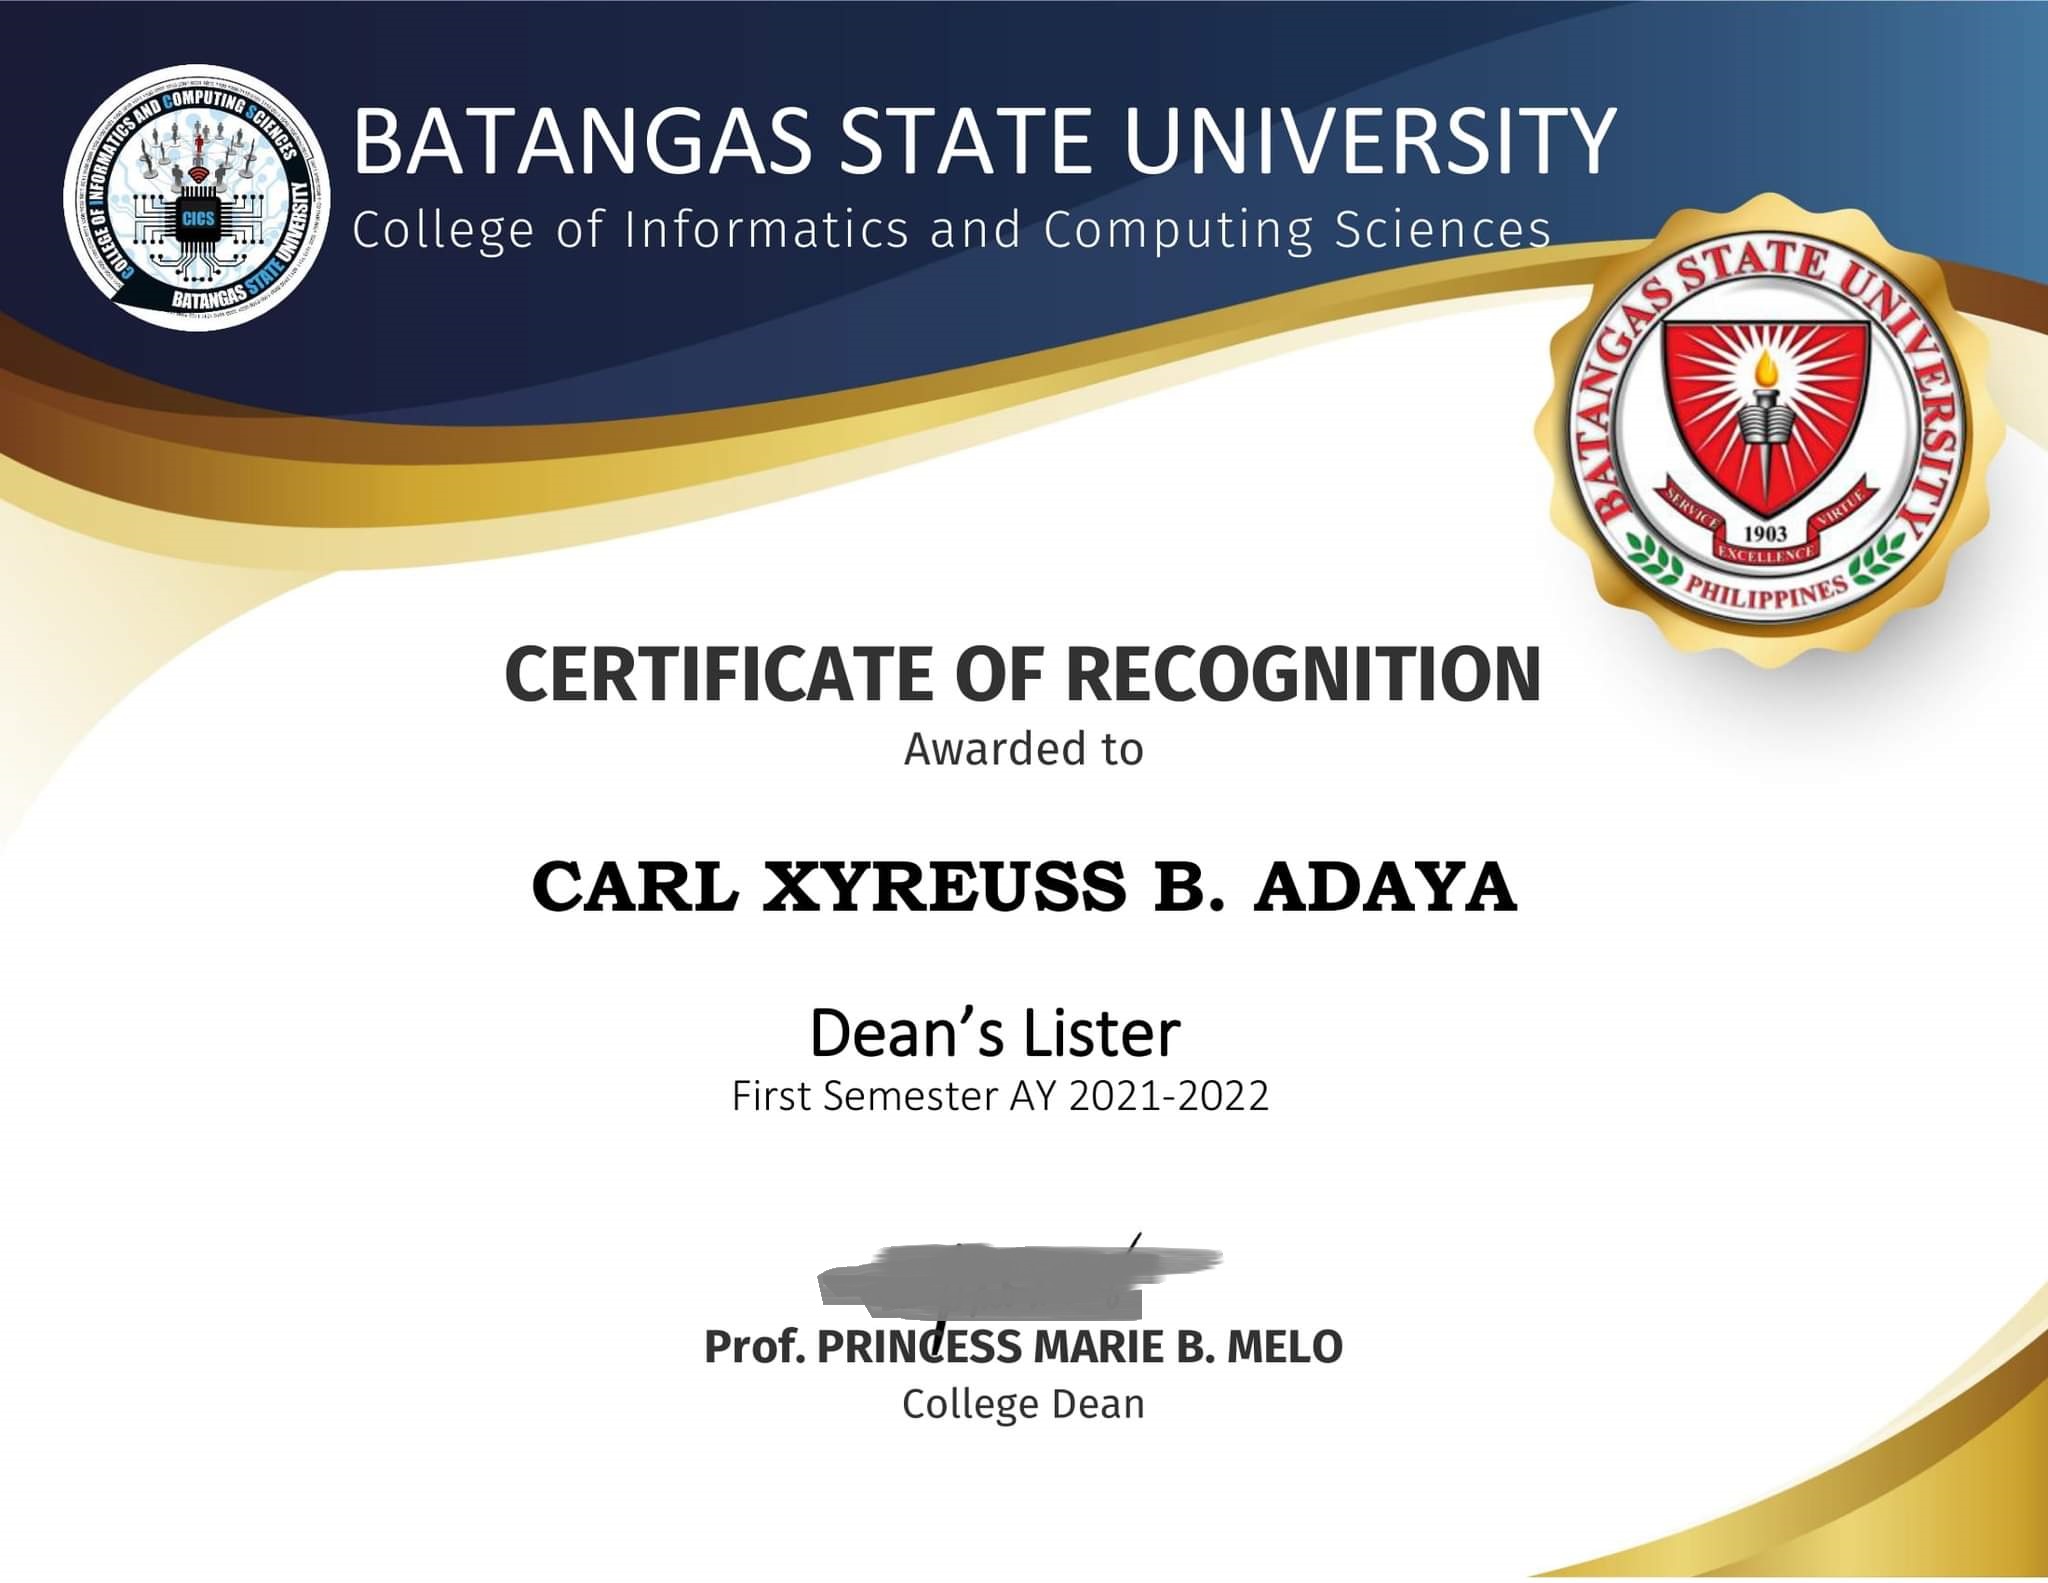 BATANGAS STATE UNIVERSITY
College of Informatics and Computing Sciences
COLLEGE OF INFORMATICS AND COMPUTING SCIENCES
CICS
BATANGAS STATE UNIVERSITY
BATANGAS STATE UNIVERSITY
SERVICE
1903
EXCELLENCE
VIRTUE
PHILIPPINES
CERTIFICATE OF RECOGNITION
Awarded to
CARL XYREUSS B. ADAYA
Dean’s Lister
First Semester AY 2021-2022
Prof. PRINCESS MARIE B. MELO
College Dean